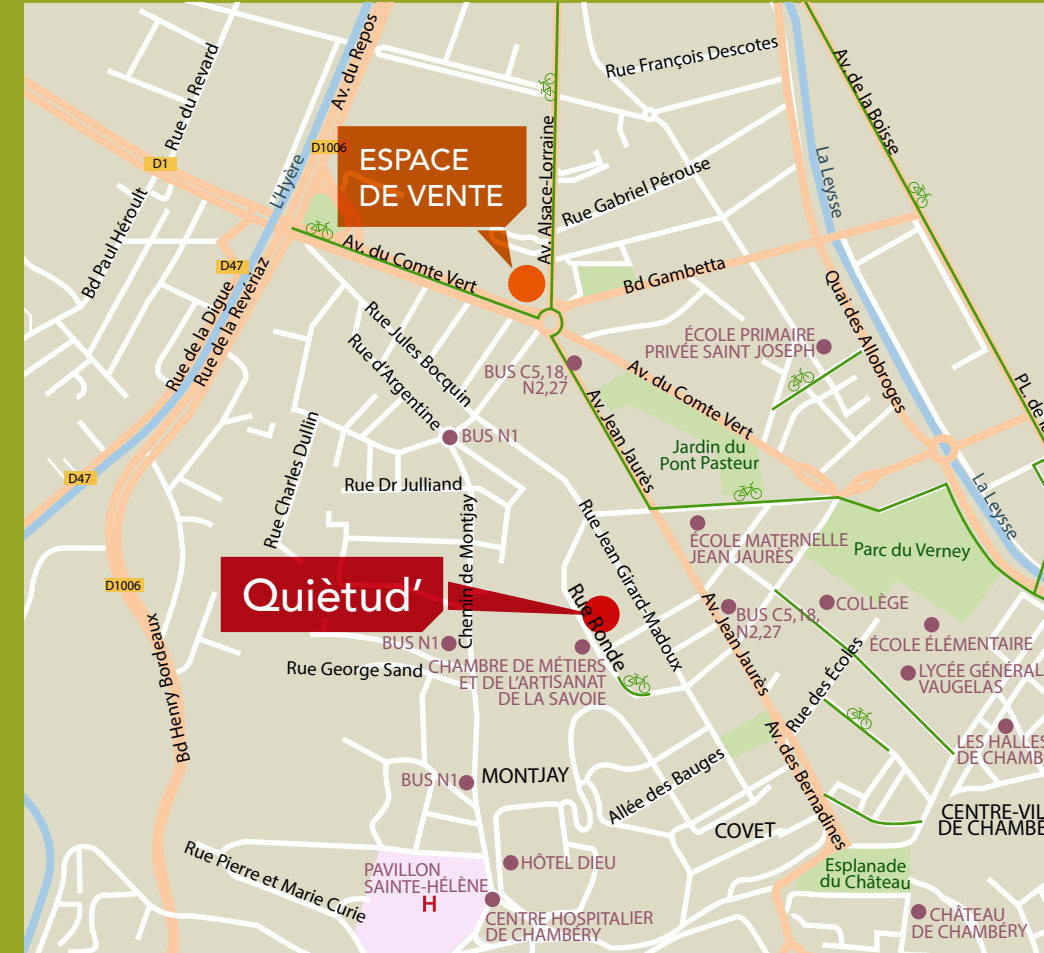 Rue du Revard
Av. du Repos
Rue François Descotes
Av. de la Boisse
D1006
D1
ESPACE
DE VENTE
L'Hyère
Av. Alsace-Lorraine
Rue Gabriel Pérouse
La Leysse
Bd Paul Héroult
D47
Av. du Comte Vert
Bd Gambetta
Rue de la Digue
Rue de la Revériaz
Quai des Allobroges
Rue Jules Bocquin
Rue d'Argentine
ÉCOLE PRIMAIRE
PRIVÉE SAINT JOSEPH
BUS C5,18,
N2,27
Av. du Comte Vert
PL. de la
Av. Jean Jaurès
BUS N1
Rue Charles Dullin
Jardin du
Pont Pasteur
D47
Rue Dr Julliand
La Leysse
Chemin de Montjay
Rue Jean Girard-Madoux
ÉCOLE MATERNELLE
JEAN JAURÈS
Parc du Verney
D1006
Quiètud'
Rue Ronde
Av. Jean Jaurès
BUS C5,18,
N2,27
COLLÈGE
BUS N1
ÉCOLE ÉLÉMENTAIRE
Rue George Sand
CHAMBRE DE MÉTIERS
ET DE L'ARTISANAT
DE LA SAVOIE
Rue des Écoles
LYCÉE GÉNÉRAL
VAUGELAS
Bd Henry Bordeaux
LES HALLES
DE CHAMB
BUS N1
MONTJAY
Allée des Bauges
Av. des Bernadines
COVET
CENTRE-VIL
DE CHAMBÉ
Rue Pierre et Marie Curie
PAVILLON
SAINTE-HÉLÈNE
H
HÔTEL DIEU
Esplanade
du Château
CENTRE HOSPITALIER
DE CHAMBÉRY
CHÂTEAU
DE CHAMBÉRY